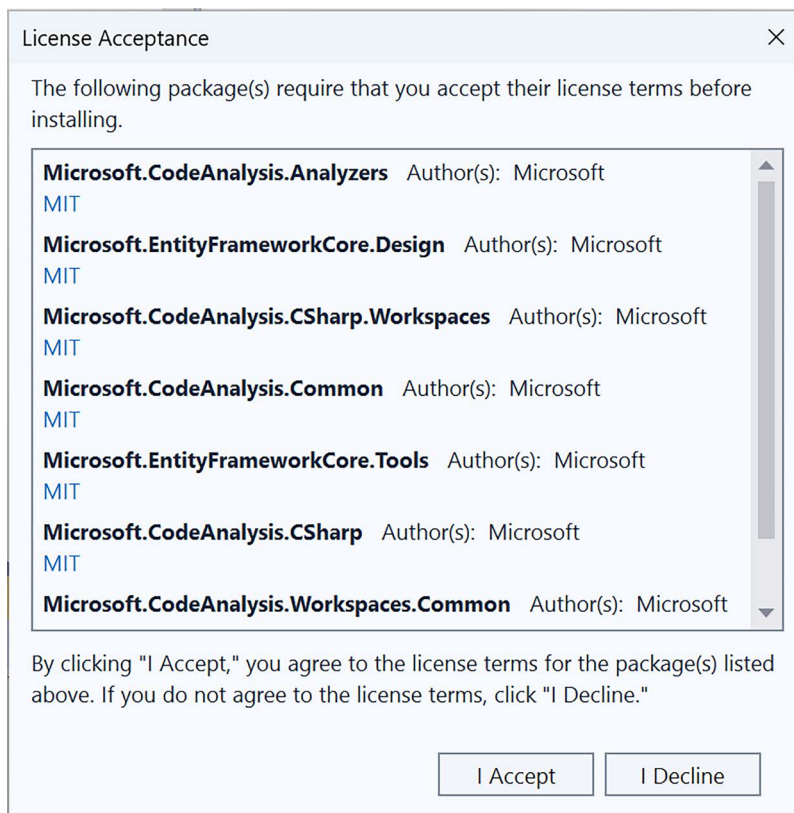 License Acceptance
The following package(s) require that you accept their license terms before
installing.
Microsoft.CodeAnalysis.Analyzers Author(s): Microsoft
MIT
Microsoft.EntityFrameworkCore.Design Author(s): Microsoft
MIT
Microsoft.CodeAnalysis.CSharp.Workspaces Author(s): Microsoft
MIT
Microsoft.CodeAnalysis.Common Author(s): Microsoft
MIT
Microsoft.EntityFrameworkCore.Tools Author(s): Microsoft
MIT
Microsoft.CodeAnalysis.CSharp Author(s): Microsoft
MIT
Microsoft.CodeAnalysis.Workspaces.Common Author(s): Microsoft
By clicking "I Accept," you agree to the license terms for the package(s) listed
above. If you do not agree to the license terms, click "I Decline."
I Accept I Decline